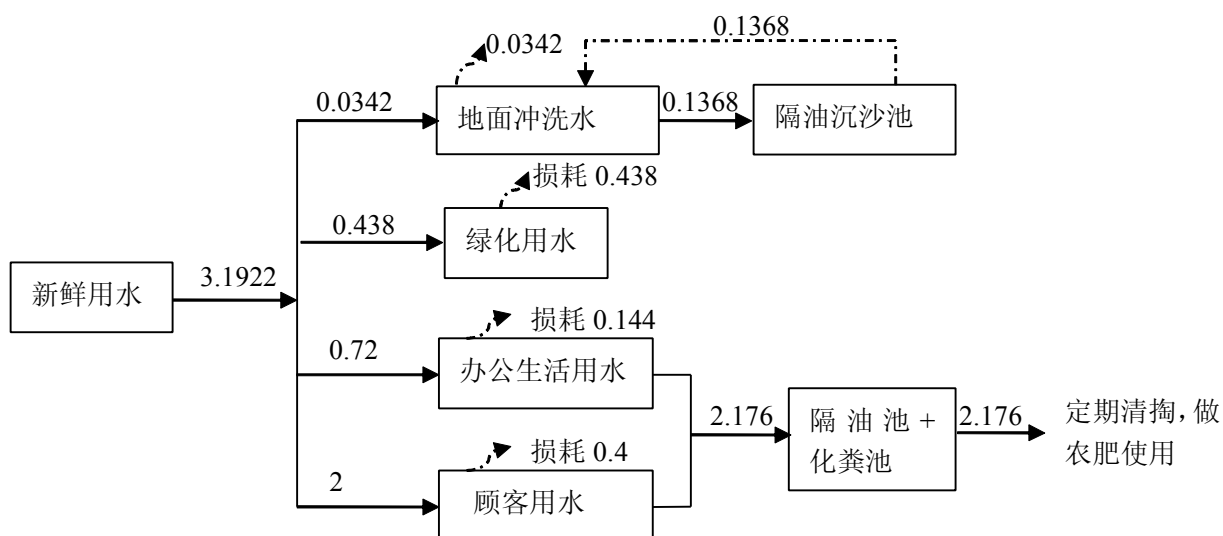 0.1368
0.0342
0.0342
地面冲洗水
0.1368
隔油沉沙池
损耗 0.438
0.438
绿化用水
新鲜用水
3.1922
损耗 0.144
0.72
办公生活用水
2.176
隔 油 池 +
化粪池
2.176
定期清掏，做
农肥使用
损耗 0.4
2
顾客用水